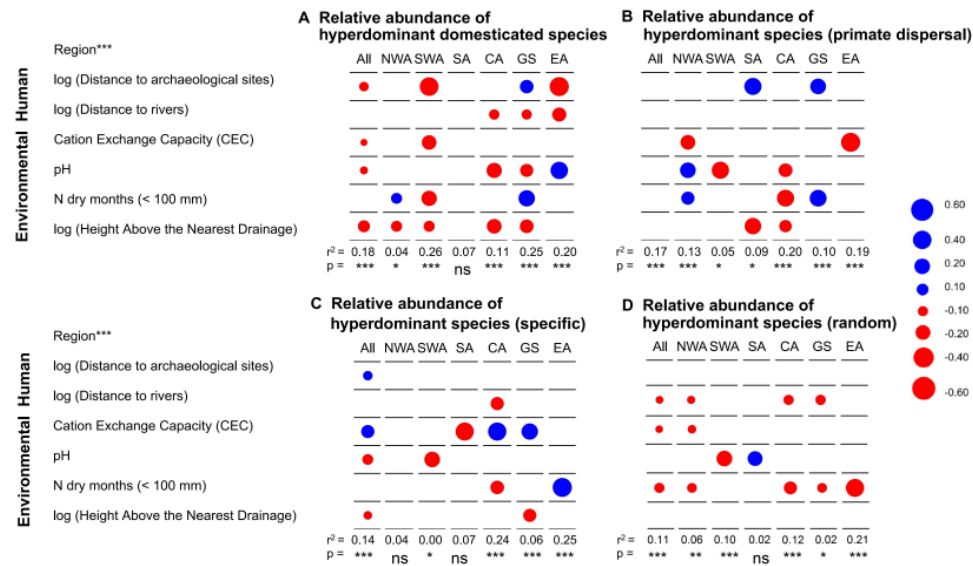 A Relative abundance of
hyperdominant domesticated species
B Relative abundance of
hyperdominant species (primate dispersal)
Environmental Human
Region***
All NWA SWA SA CA GS EA
All NWA SWA SA CA GS EA
log (Distance to archaeological sites)
log (Distance to rivers)
Cation Exchange Capacity (CEC)
pH
N dry months (< 100 mm)
log (Height Above the Nearest Drainage)
r² = 0.18 0.04 0.26 0.07 0.11 0.25 0.20
p = *** * *** ns *** *** ***
r² = 0.17 0.13 0.05 0.09 0.20 0.10 0.19
p = *** *** * * *** *** ***
0.60
0.40
0.20
0.10
-0.10
-0.20
-0.40
-0.60
C Relative abundance of
hyperdominant species (specific)
D Relative abundance of
hyperdominant species (random)
Environmental Human
Region***
All NWA SWA SA CA GS EA
All NWA SWA SA CA GS EA
log (Distance to archaeological sites)
log (Distance to rivers)
Cation Exchange Capacity (CEC)
pH
N dry months (< 100 mm)
log (Height Above the Nearest Drainage)
r² = 0.14 0.04 0.00 0.07 0.24 0.06 0.25
p = *** ns * ns *** *** ***
r² = 0.11 0.06 0.10 0.02 0.12 0.02 0.21
p = *** ** *** ns *** * ***